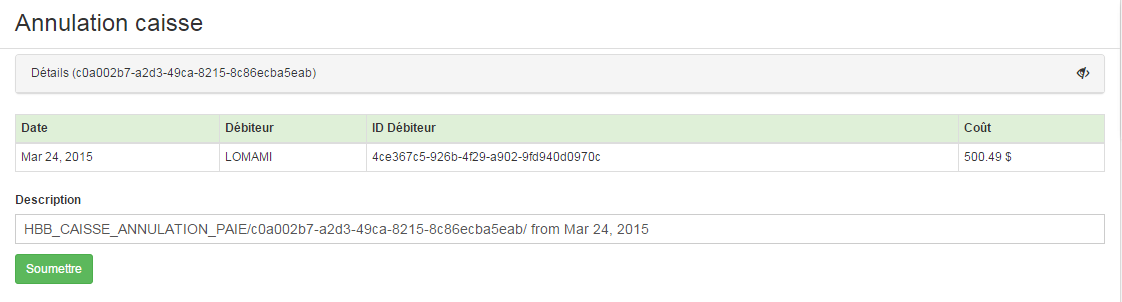 Annulation caisse
Détails (c0a002b7-a2d3-49ca-8215-8c86ecba5eab)
Date Débiteur ID Débiteur Coût
Mar 24, 2015 LOMAMI 4ce367c5-926b-4f29-a902-9fd940d0970c 500.49 $
Description
HBB_CAISSE_ANNULATION_PAIE/c0a002b7-a2d3-49ca-8215-8c86ecba5eab/ from Mar 24, 2015
Soumettre